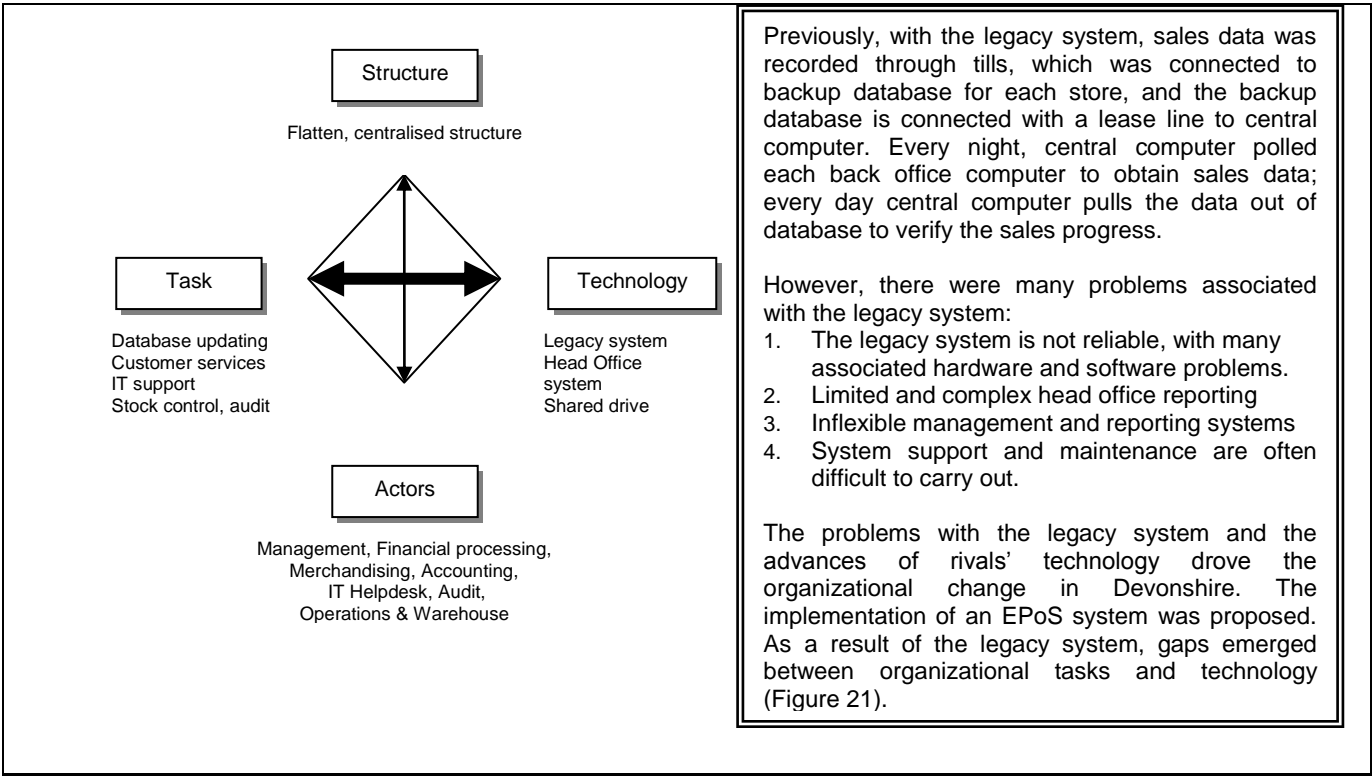 Structure
Flatten, centralised structure
Task
Database updating
Customer services
IT support
Stock control, audit
Technology
Legacy system
Head Office
system
Shared drive
Actors
Management, Financial processing,
Merchandising, Accounting,
IT Helpdesk, Audit,
Operations & Warehouse
Previously, with the legacy system, sales data was
recorded through tills, which was connected to
backup database for each store, and the backup
database is connected with a lease line to central
computer. Every night, central computer polled
each back office computer to obtain sales data;
every day central computer pulls the data out of
database to verify the sales progress.
However, there were many problems associated
with the legacy system:
1. The legacy system is not reliable, with many
associated hardware and software problems.
2. Limited and complex head office reporting
3. Inflexible management and reporting systems
4. System support and maintenance are often
difficult to carry out.
The problems with the legacy system and the
advances of rivals' technology drove the
organizational change in Devonshire. The
implementation of an EPoS system was proposed.
As a result of the legacy system, gaps emerged
between organizational tasks and technology
(Figure 21).